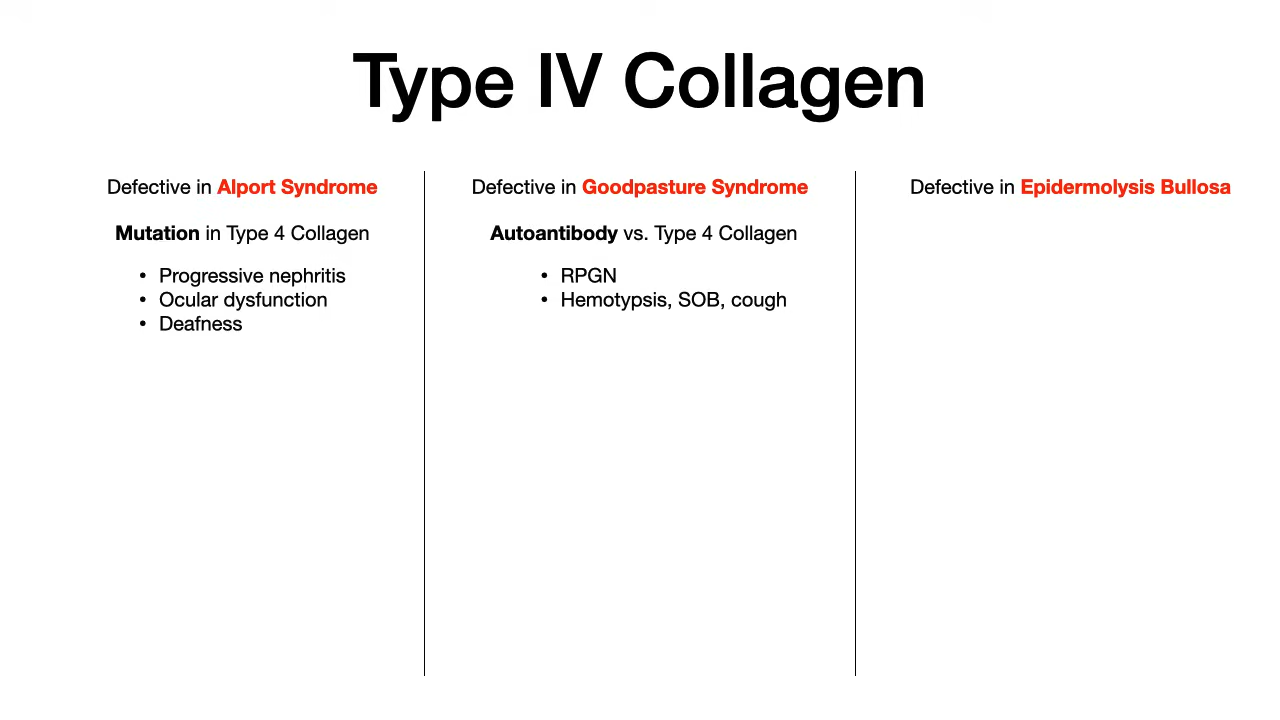 Type IV Collagen
Defective in Alport Syndrome
Mutation in Type 4 Collagen
• Progressive nephritis
• Ocular dysfunction
• Deafness
Defective in Goodpasture Syndrome
Autoantibody vs. Type 4 Collagen
• RPGN
• Hemotypsis, SOB, cough
Defective in Epidermolysis Bullosa